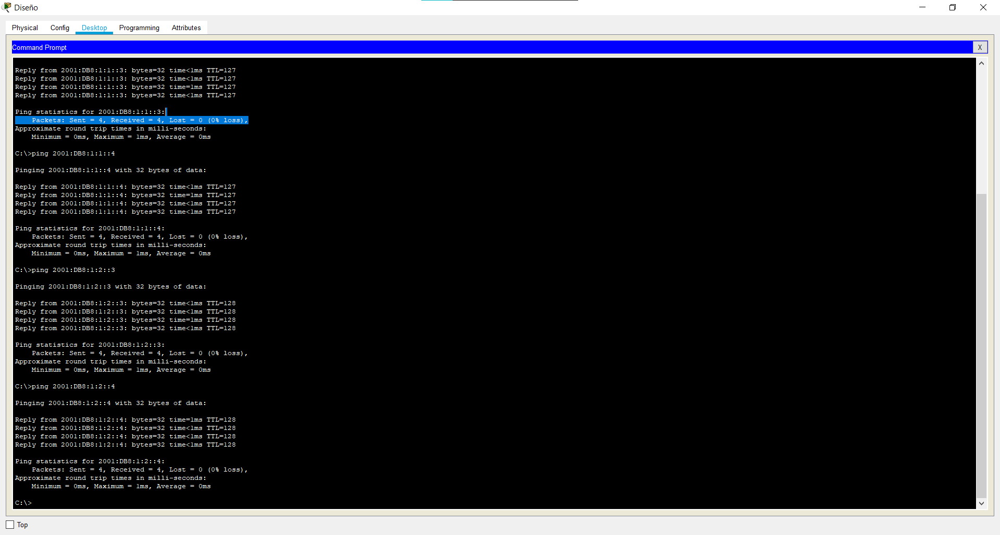 Diseño
Physical Config Desktop Programming Attributes
Command Prompt
X
Reply from 2001:DB8:1:1::3: bytes=32 time<1ms TTL=127
Reply from 2001:DB8:1:1::3: bytes=32 time<1ms TTL=127
Reply from 2001:DB8:1:1::3: bytes=32 time=1ms TTL=127
Reply from 2001:DB8:1:1::3: bytes=32 time<1ms TTL=127
Ping statistics for 2001:DB8:1:1::3:
Packets: Sent = 4, Received = 4, Lost = 0 (0% loss),
Approximate round trip times in milli-seconds:
Minimum = 0ms, Maximum = 1ms, Average = 0ms
C:\>ping 2001:DB8:1:1::4
Pinging 2001:DB8:1:1::4 with 32 bytes of data:
Reply from 2001:DB8:1:1::4: bytes=32 time<1ms TTL=127
Reply from 2001:DB8:1:1::4: bytes=32 time=1ms TTL=127
Reply from 2001:DB8:1:1::4: bytes=32 time<1ms TTL=127
Reply from 2001:DB8:1:1::4: bytes=32 time<1ms TTL=127
Ping statistics for 2001:DB8:1:1::4:
Packets: Sent = 4, Received = 4, Lost = 0 (0% loss),
Approximate round trip times in milli-seconds:
Minimum = 0ms, Maximum = 1ms, Average = 0ms
C:\>ping 2001:DB8:1:2::3
Pinging 2001:DB8:1:2::3 with 32 bytes of data:
Reply from 2001:DB8:1:2::3: bytes=32 time<1ms TTL=128
Reply from 2001:DB8:1:2::3: bytes=32 time<1ms TTL=128
Reply from 2001:DB8:1:2::3: bytes=32 time=1ms TTL=128
Reply from 2001:DB8:1:2::3: bytes=32 time<1ms TTL=128
Ping statistics for 2001:DB8:1:2::3:
Packets: Sent = 4, Received = 4, Lost = 0 (0% loss),
Approximate round trip times in milli-seconds:
Minimum = 0ms, Maximum = 1ms, Average = 0ms
C:\>ping 2001:DB8:1:2::4
Pinging 2001:DB8:1:2::4 with 32 bytes of data:
Reply from 2001:DB8:1:2::4: bytes=32 time=1ms TTL=128
Reply from 2001:DB8:1:2::4: bytes=32 time<1ms TTL=128
Reply from 2001:DB8:1:2::4: bytes=32 time<1ms TTL=128
Reply from 2001:DB8:1:2::4: bytes=32 time<1ms TTL=128
Ping statistics for 2001:DB8:1:2::4:
Packets: Sent = 4, Received = 4, Lost = 0 (0% loss),
Approximate round trip times in milli-seconds:
Minimum = 0ms, Maximum = 1ms, Average = 0ms
C:\>
Top